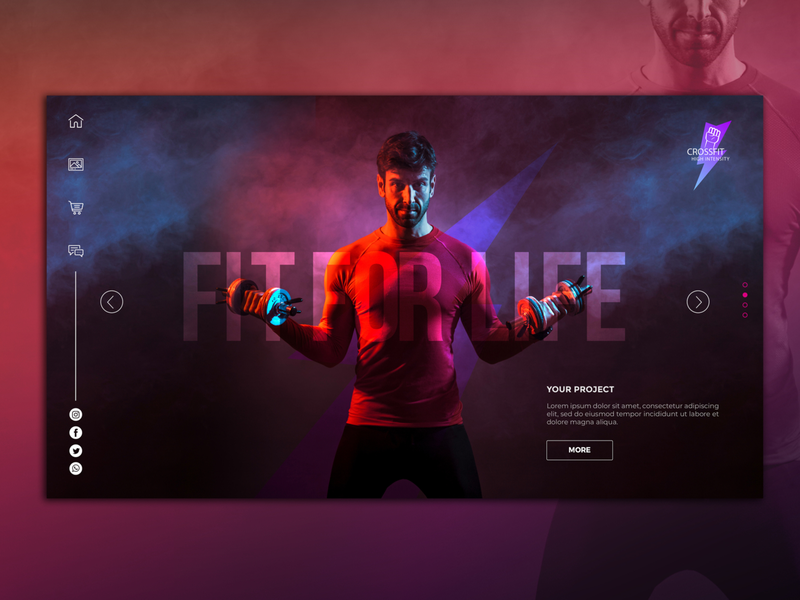 CROSSFIT
HIGH INTENSITY
FIT FOR LIFE
YOUR PROJECT
Lorem ipsum dolor sit amet, consectetur adipiscing
elit, sed do eiusmod tempor incididunt ut labore et
dolore magna aliqua.
MORE